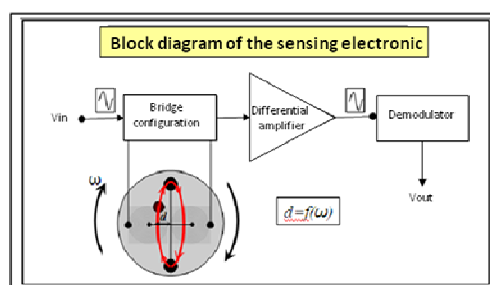 Block diagram of the sensing electronic
Vin
Bridge
configuration
Differential
amplifier
Demodulator
Vout
ω
d
d=f(ω)